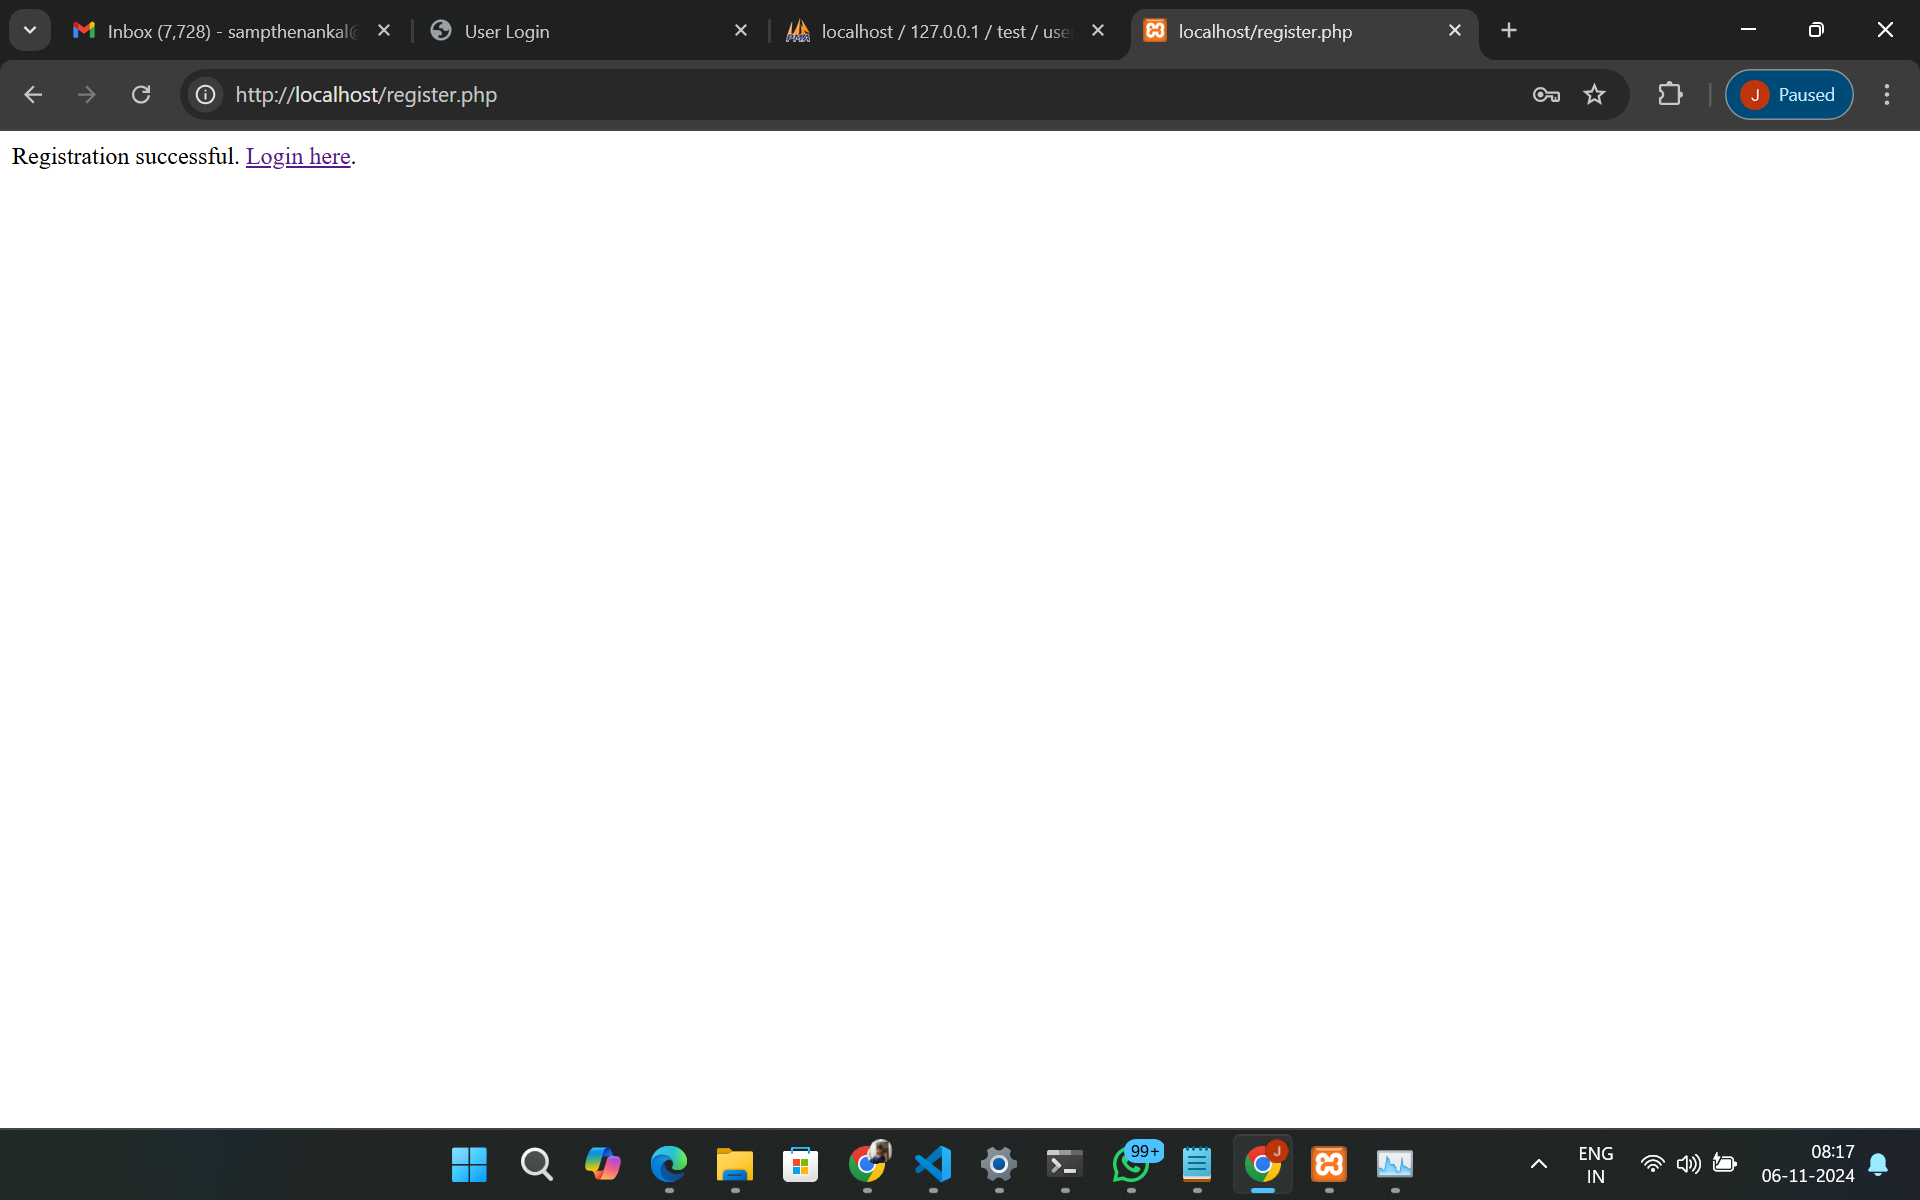 Inbox (7,728) - sampthenankal@
User Login
localhost / 127.0.0.1 / test / use
localhost/register.php
http://localhost/register.php
J
Paused
Registration successful. Login here.
99+
J
ENG
IN
08:17
06-11-2024